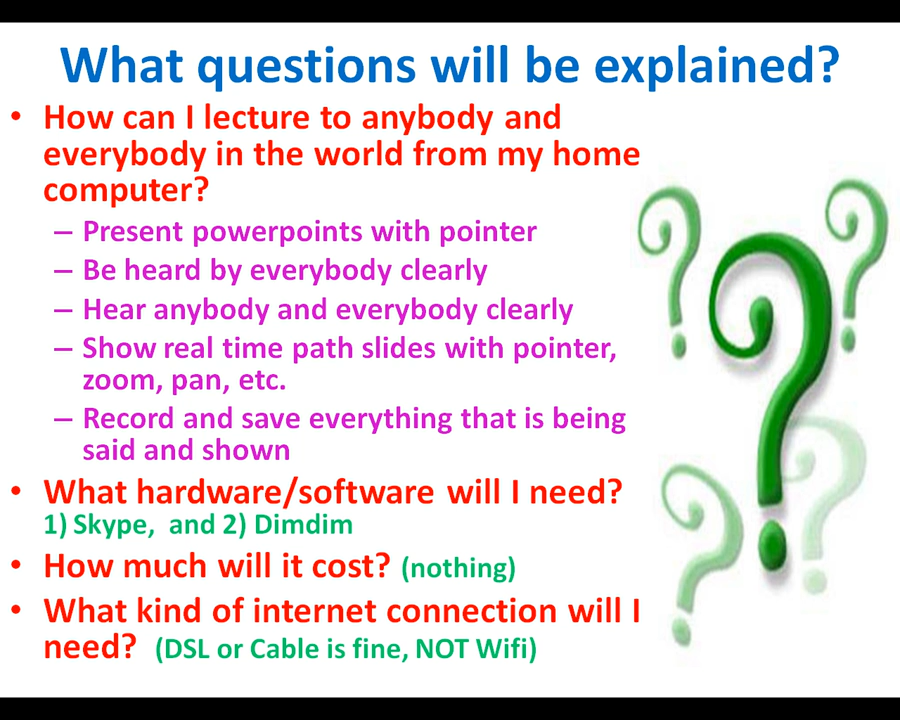 What questions will be explained?
• How can I lecture to anybody and
everybody in the world from my home
computer?
– Present powerpoints with pointer
– Be heard by everybody clearly
– Hear anybody and everybody clearly
– Show real time path slides with pointer,
zoom, pan, etc.
– Record and save everything that is being
said and shown
• What hardware/software will I need?
1) Skype, and 2) Dimdim
• How much will it cost? (nothing)
• What kind of internet connection will I
need? (DSL or Cable is fine, NOT Wifi)